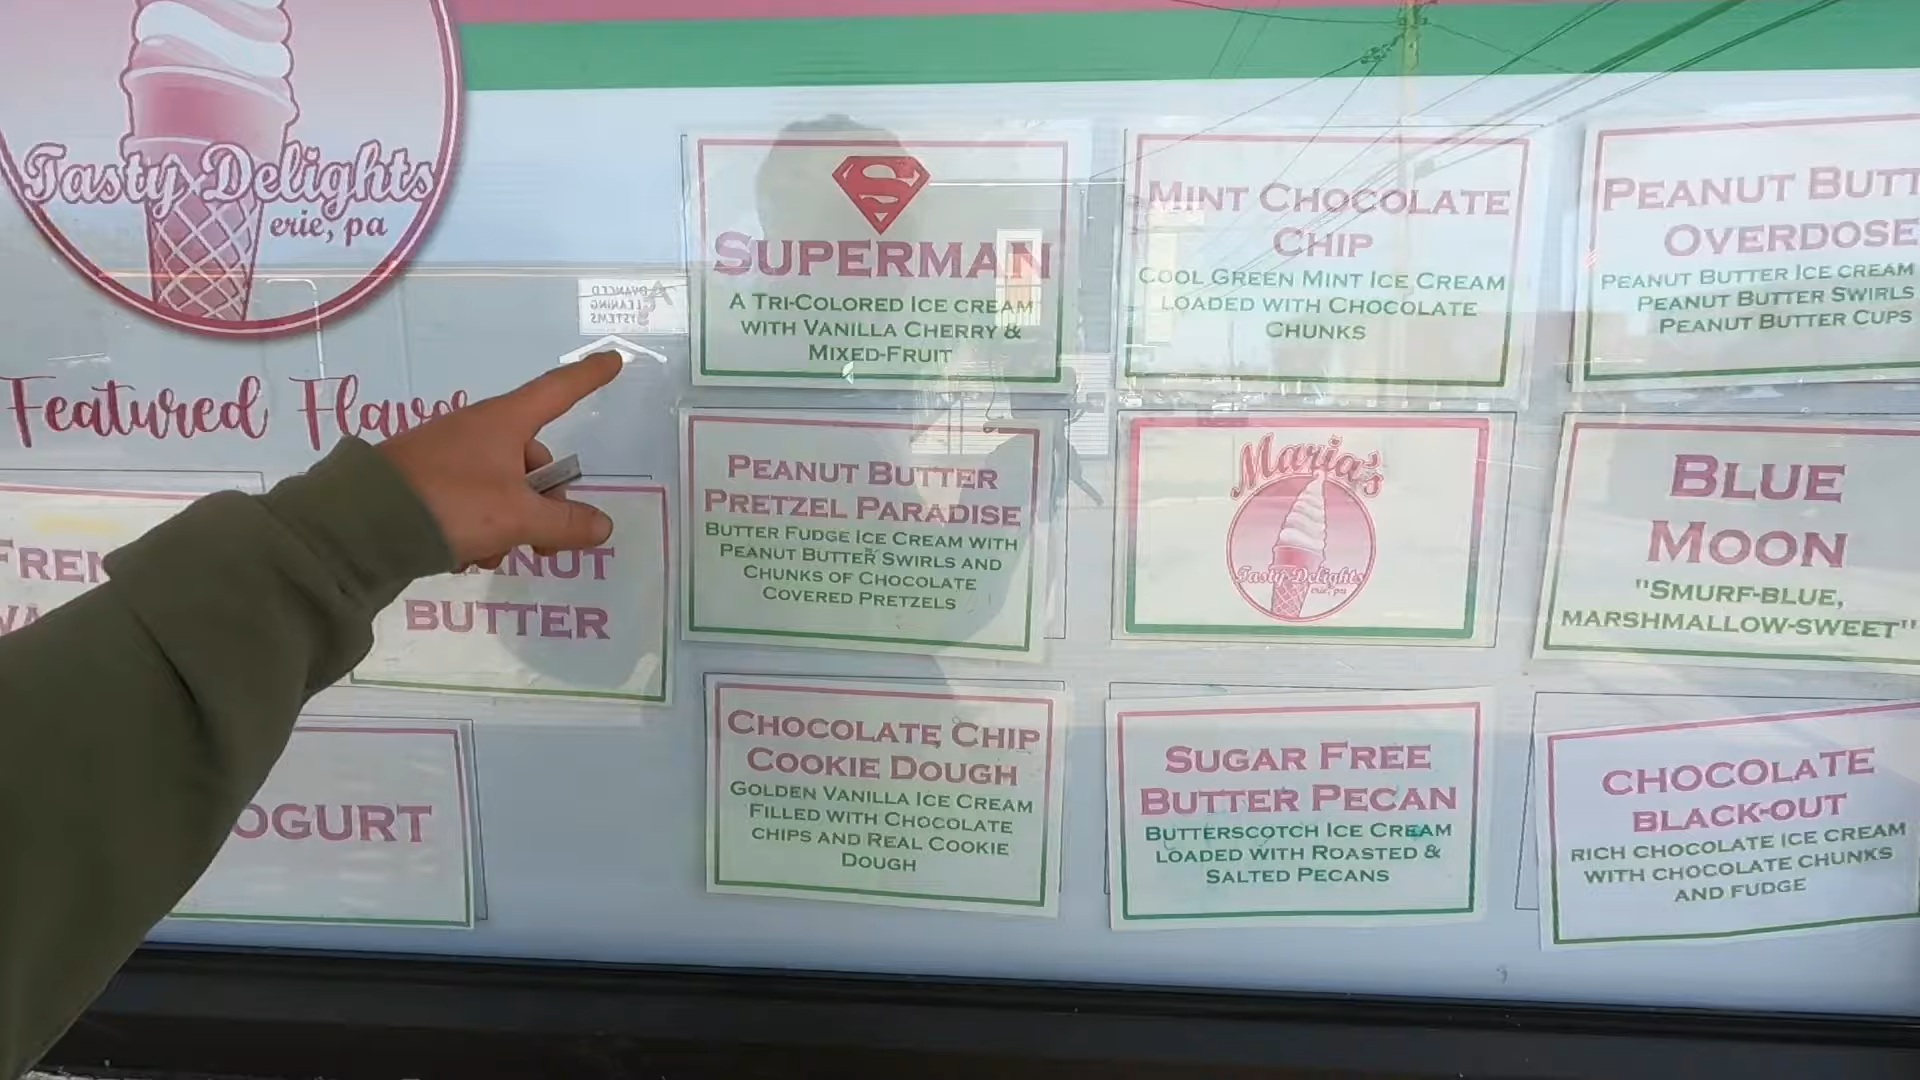 Tasty Delights
erie, pa
Featured
BUTTER
SUPERMAN
A TRI-COLORED ICE CREAM
WITH VANILLA CHERRY &
MIXED-FRUIT
MINT CHOCOLATE
CHIP
COOL GREEN MINT ICE CREAM
LOADED WITH CHOCOLATE
CHUNKS
PEANUT
OVERDOSE
PEANUT BUTTER ICE CREAM
PEANUT BUTTER SWIRLS
PEANUT BUTTER CUPS
PEANUT BUTTER
PRETZEL PARADISE
BUTTER FUDGE ICE CREAM WITH
PEANUT BUTTER SWIRLS AND
CHUNKS OF CHOCOLATE
COVERED PRETZELS
Maria's
Tasty Delights
erie, pa
BLUE
MOON
"SMURF-BLUE,
MARSHMALLOW-SWEET"
CHOCOLATE CHIP
COOKIE DOUGH
GOLDEN VANILLA ICE CREAM
FILLED WITH CHOCOLATE
CHIPS AND REAL COOKIE
DOUGH
SUGAR FREE
BUTTER PECAN
BUTTERSCOTCH ICE CREAM
LOADED WITH ROASTED &
SALTED PECANS
CHOCOLATE
BLACK-OUT
RICH CHOCOLATE ICE CREAM
WITH CHOCOLATE CHUNKS
AND FUDGE